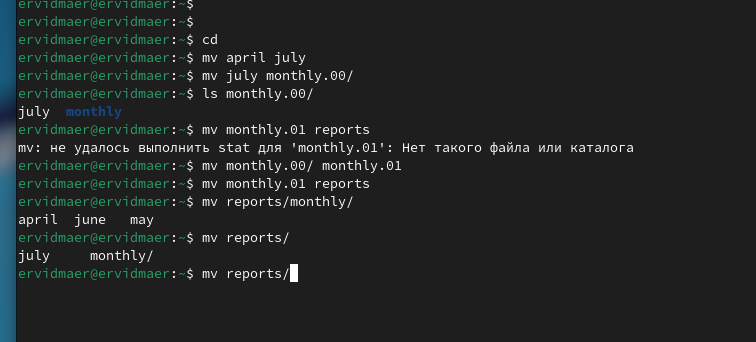 ervidmaer@ervidmaer:~$
ervidmaer@ervidmaer:~$
ervidmaer@ervidmaer:~$ cd
ervidmaer@ervidmaer:~$ mv april july
ervidmaer@ervidmaer:~$ mv july monthly.00/
ervidmaer@ervidmaer:~$ ls monthly.00/
july  monthly
ervidmaer@ervidmaer:~$ mv monthly.01 reports
mv: не удалось выполнить stat для 'monthly.01': Нет такого файла или каталога
ervidmaer@ervidmaer:~$ mv monthly.00/ monthly.01
ervidmaer@ervidmaer:~$ mv monthly.01 reports
ervidmaer@ervidmaer:~$ mv reports/monthly/
april  june   may
ervidmaer@ervidmaer:~$ mv reports/
july     monthly/
ervidmaer@ervidmaer:~$ mv reports/